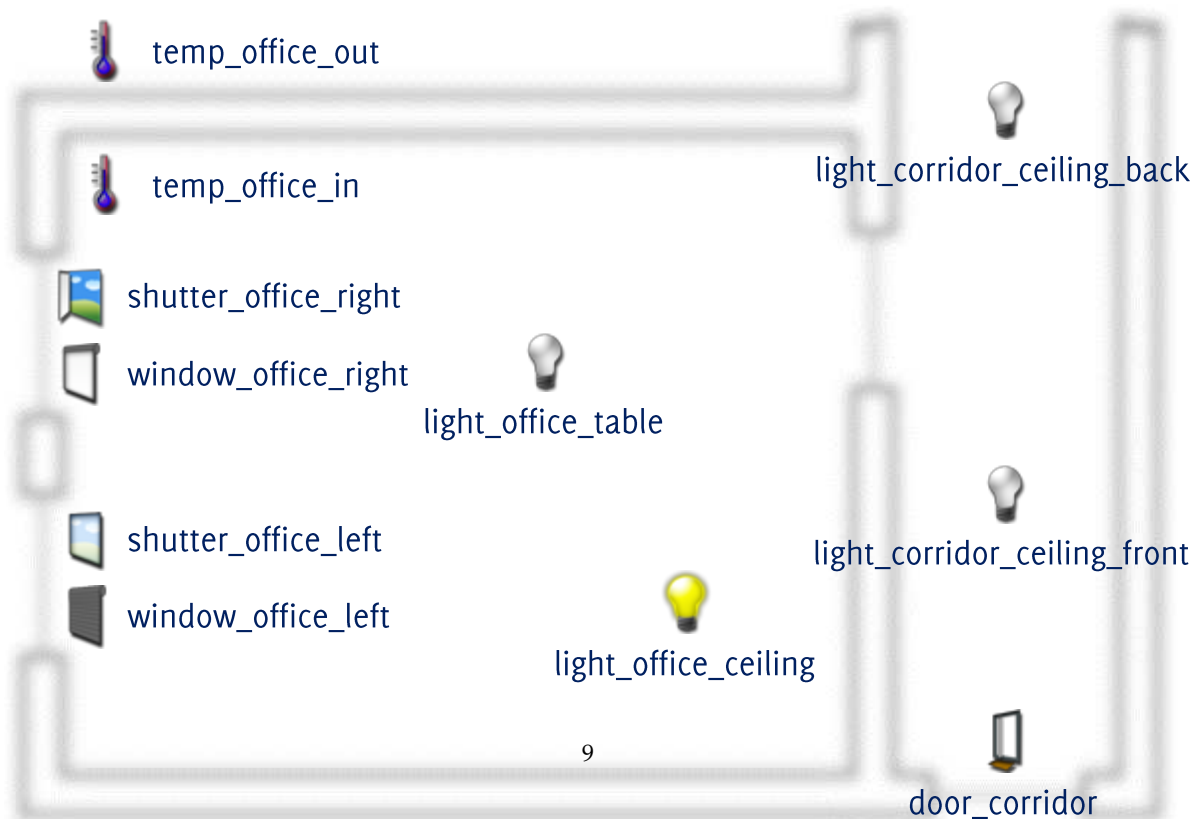 temp_office_out
light_corridor_ceiling_back
temp_office_in
shutter_office_right
window_office_right
light_office_table
shutter_office_left
light_corridor_ceiling_front
window_office_left
light_office_ceiling
9
door_corridor